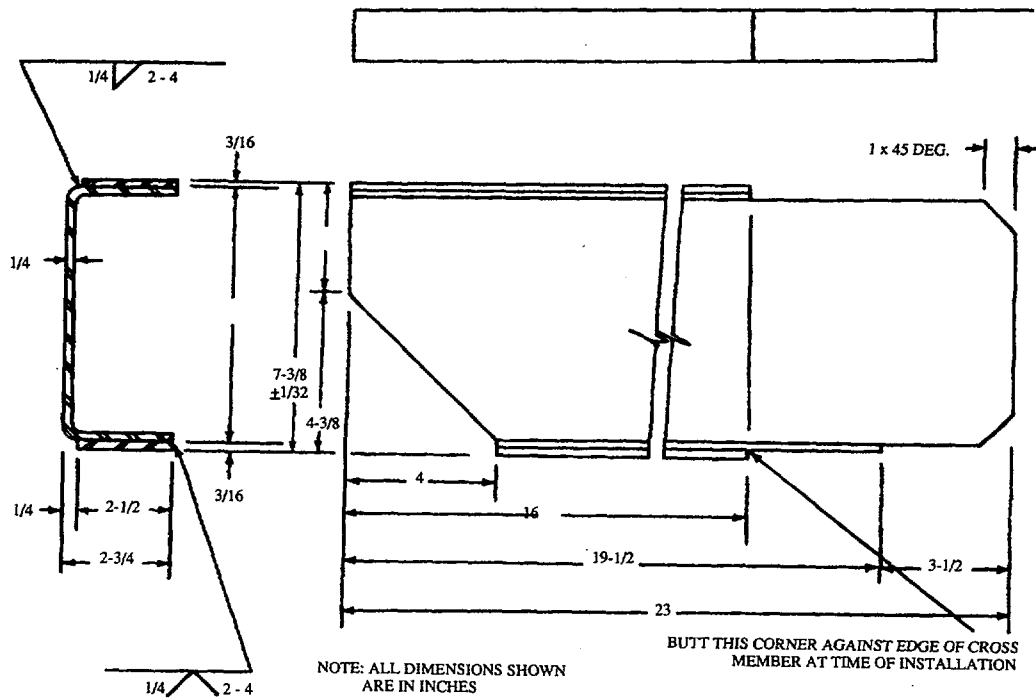 1/4 2 - 4
3/16
1 x 45 DEG.
1/4
7-3/8
±1/32
4-3/8
3/16
4
1/4
2-1/2
16
2-3/4
19-1/2
3-1/2
23
BUTT THIS CORNER AGAINST EDGE OF CROSS
MEMBER AT TIME OF INSTALLATION
NOTE: ALL DIMENSIONS SHOWN
ARE IN INCHES
1/4 2 - 4